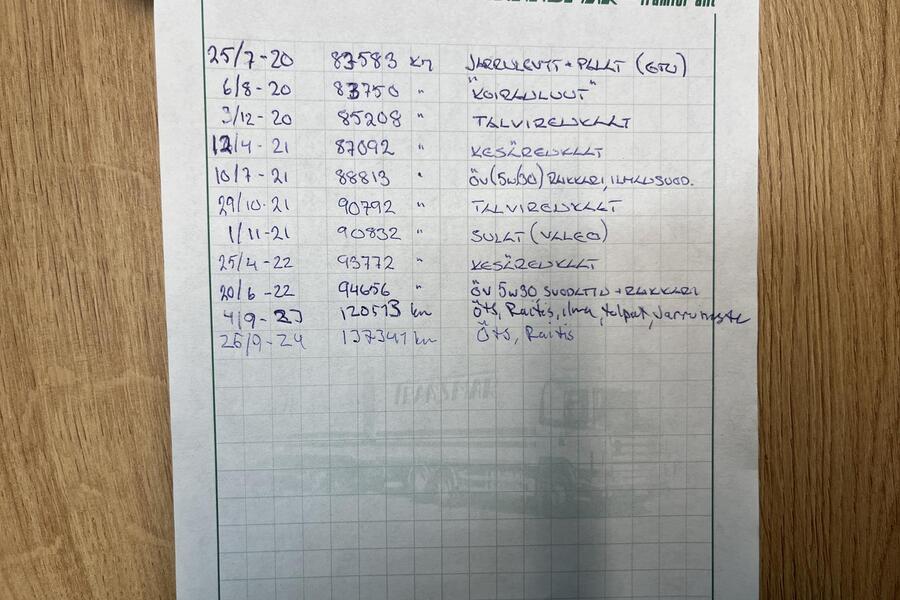 25/7-20 87583 km JARRULEVYT + PALAT (ETU)
6/8-20 83750 " "KOIRANLUUT"
3/12-20 85208 " TALVIRENKAAT
12/4-21 87092 " KESÄRENKAAT
10/7-21 88813 " ÖV (5W30) RAKKARI, ILMANSUOD.
29/10-21 90792 " TALVIRENKAAT
1/11-21 90832 " SULAT (VALEO)
25/4-22 93772 " KESÄRENKAAT
20/6-22 94656 " ÖV 5W30 SUODATIN + RAKKARI
4/9-23 120513 km Öts, Raitis, ilma, tulpat, Jarruneste
26/9-24 137341 km Öts, Raitis
TRANSMAR